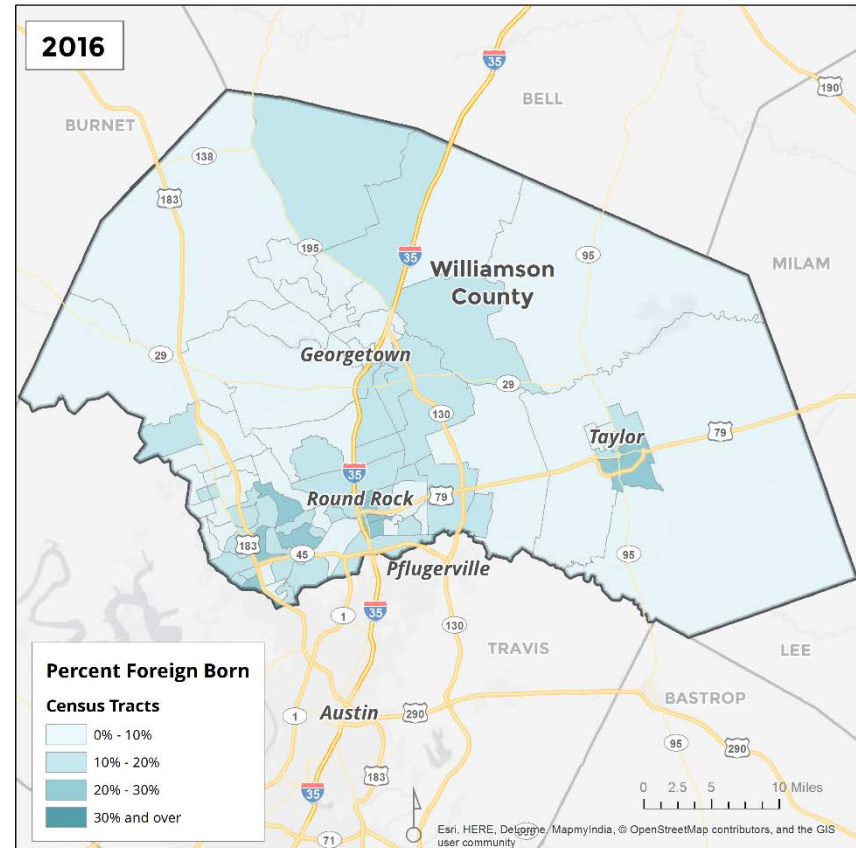 2016
35
BELL
190
BURNET
138
183
195
35
95
MILAM
Williamson
County
Georgetown
29
29
130
Taylor
79
35
Round Rock
79
183
45
95
Pflugerville
1
35
130
TRAVIS
LEE
Percent Foreign Born
Census Tracts
0% - 10%
10% - 20%
20% - 30%
30% and over
1
Austin
290
BASTROP
95
290
183
35
71
0 2.5 5 10 Miles
Esri, HERE, DeLorme, MapmyIndia, © OpenStreetMap contributors, and the GIS
user community